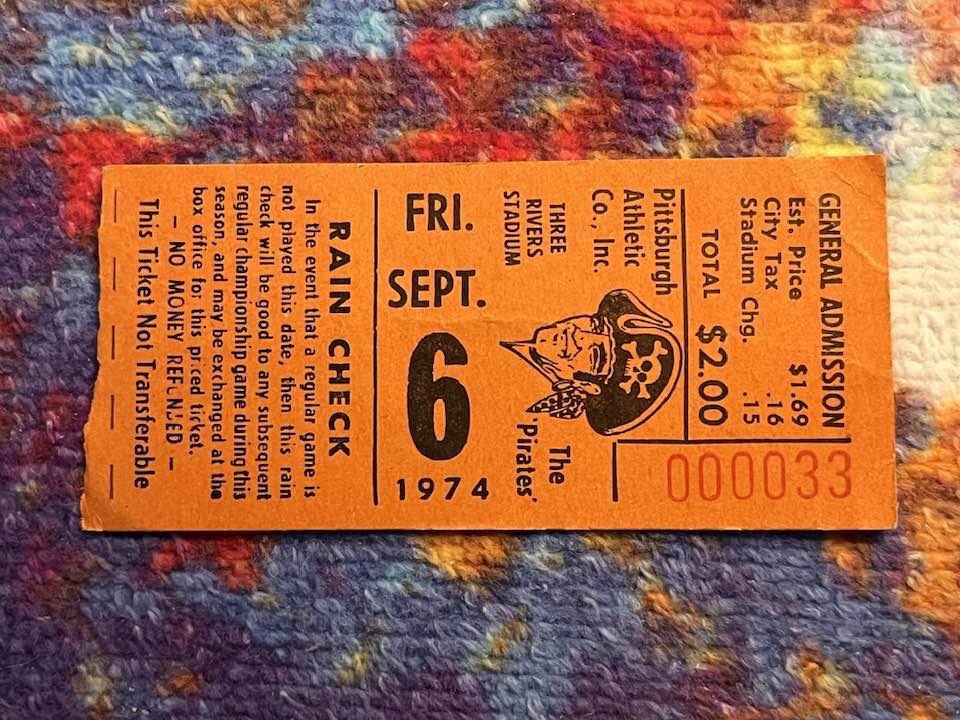 GENERAL ADMISSION
Est. Price $1.69
City Tax .16
Stadium Chg. .15
TOTAL $2.00
000033
Pittsburgh
Athletic
Co., Inc.
THREE
RIVERS
STADIUM
The
'Pirates'
FRI.
SEPT.
6
1974
RAIN CHECK
In the event that a regular game is
not played this date, then this rain
check will be good to any subsequent
regular championship game during this
season, and may be exchanged at the
box office for this priced ticket.
– NO MONEY REFUNDED –
This Ticket Not Transferable